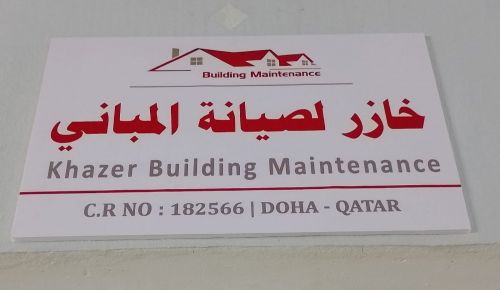 Building Maintenance
خازر لصيانة المباني
Khazer Building Maintenance
C.R NO : 182566 | DOHA - QATAR